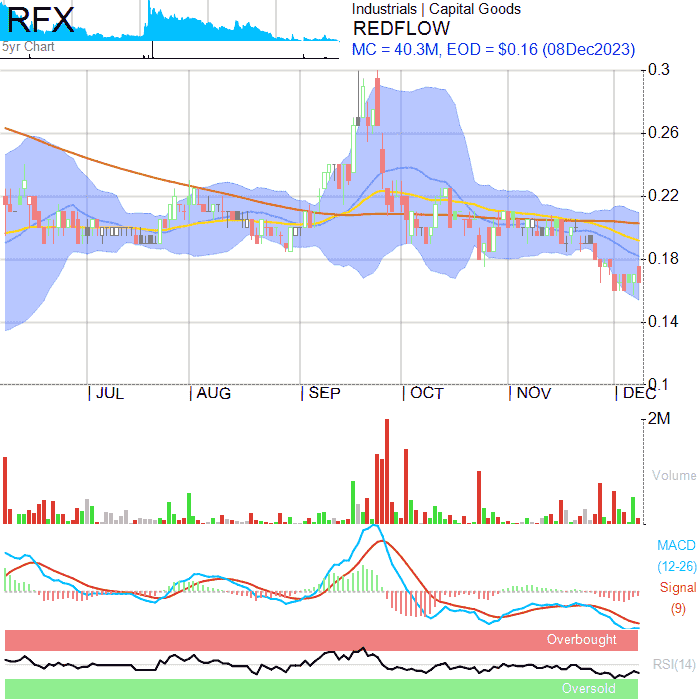 RFX
5yr Chart
Industrials | Capital Goods
REDFLOW
MC = 40.3M, EOD = $0.16 (08Dec2023)
0.3
0.26
0.22
0.18
0.14
0.1
JUL AUG SEP OCT NOV DEC
2M
Volume
MACD
(12-26)
Signal
(9)
Overbought
RSI(14)
Oversold